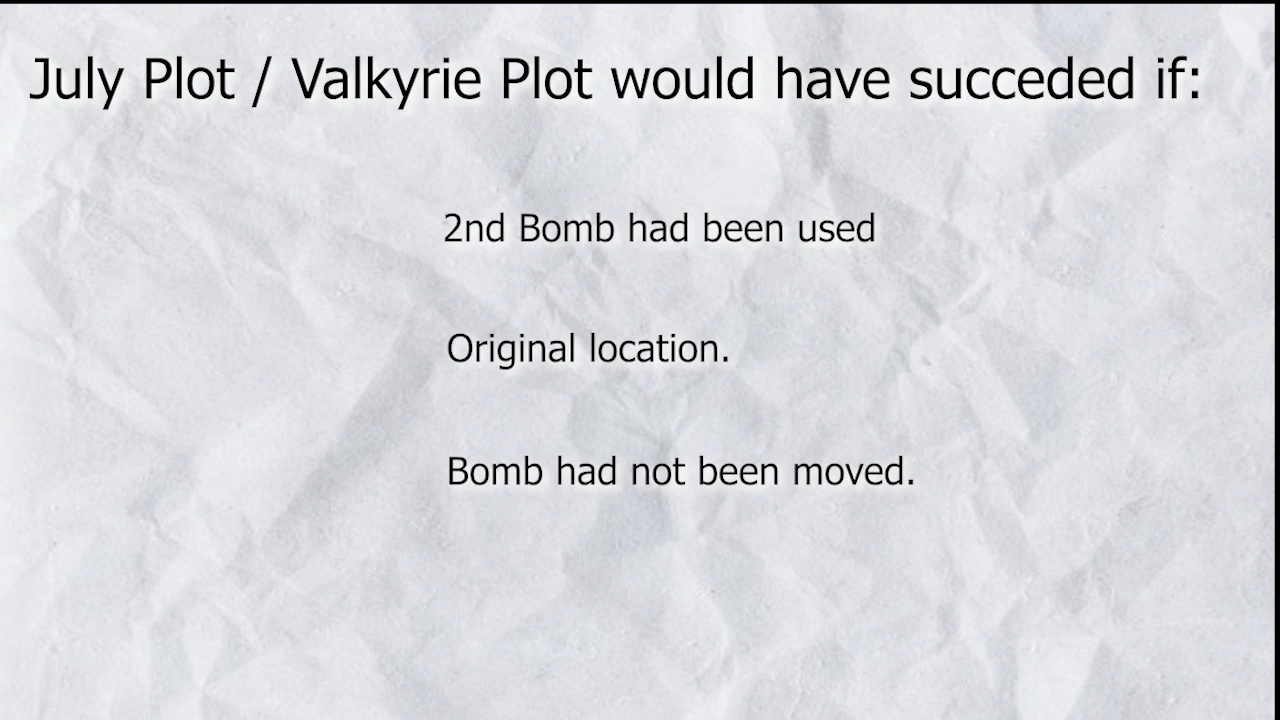 July Plot / Valkyrie Plot would have succeded if:
2nd Bomb had been used
Original location.
Bomb had not been moved.